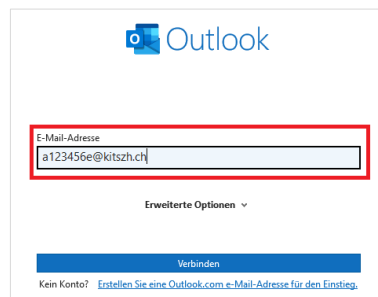 Outlook
E-Mail-Adresse
a123456e@kitszh.ch
Erweiterte Optionen
Verbinden
Kein Konto? Erstellen Sie eine Outlook.com e-Mail-Adresse für den Einstieg.